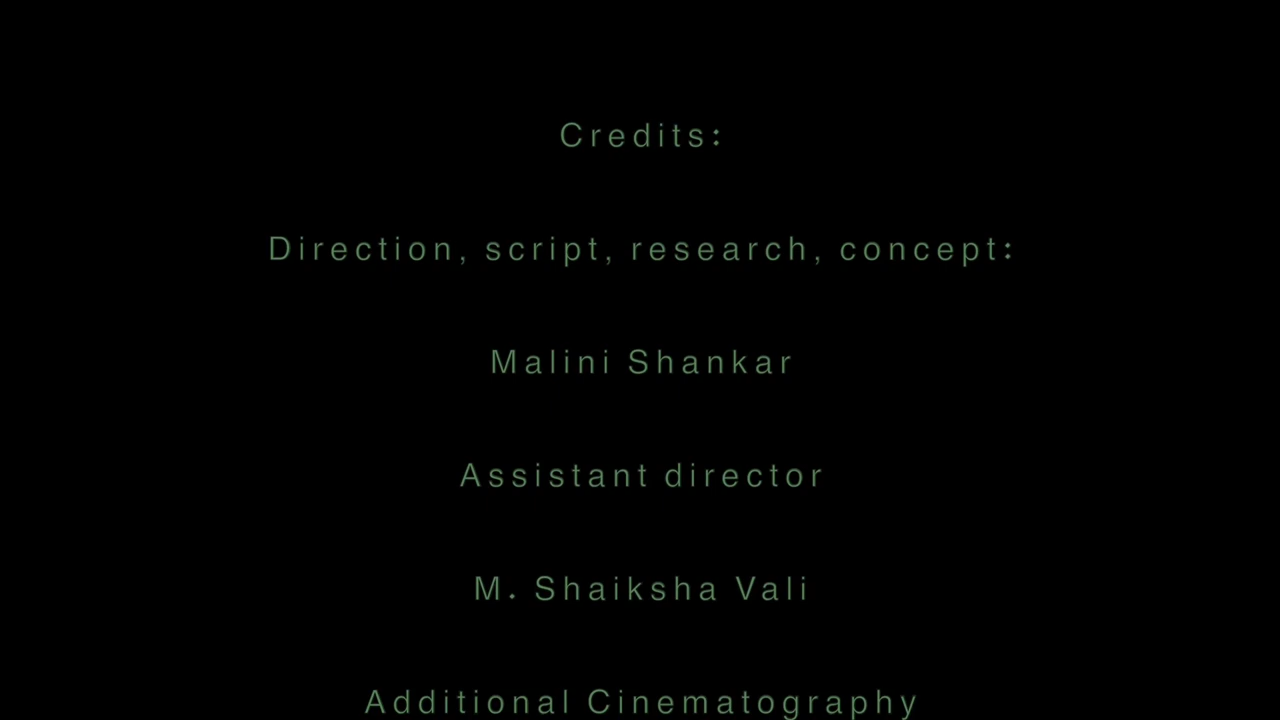 Credits:
Direction, script, research, concept:
Malini Shankar
Assistant director
M. Shaiksha Vali
Additional Cinematography